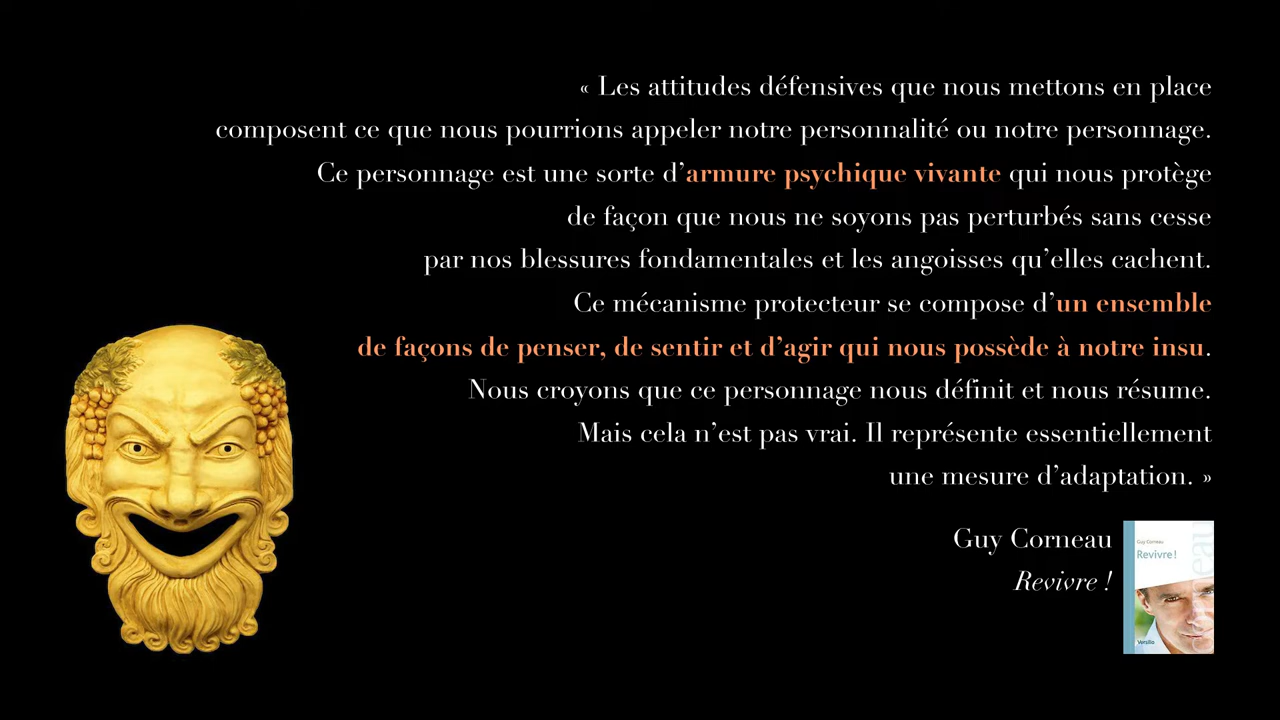 « Les attitudes défensives que nous mettons en place
composent ce que nous pourrions appeler notre personnalité ou notre personnage.
Ce personnage est une sorte d’armure psychique vivante qui nous protège
de façon que nous ne soyons pas perturbés sans cesse
par nos blessures fondamentales et les angoisses qu’elles cachent.
Ce mécanisme protecteur se compose d’un ensemble
de façons de penser, de sentir et d’agir qui nous possède à notre insu.
Nous croyons que ce personnage nous définit et nous résume.
Mais cela n’est pas vrai. Il représente essentiellement
une mesure d’adaptation. »
Guy Corneau
Revivre !
Guy Corneau
Revivre!
Versilio